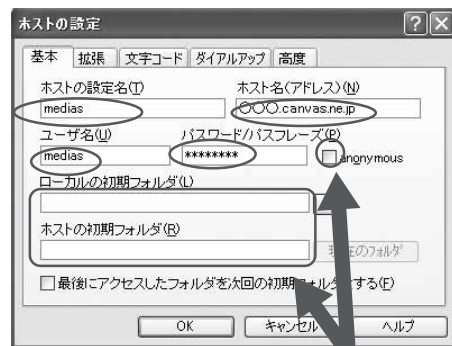 ホストの設定
基本 拡張 文字コード ダイアルアップ 高度
ホストの設定名(T) ホスト名(アドレス)(N)
medias 〇〇〇.canvas.ne.jp
ユーザ名(U) パスワード/パスフレーズ(P)
medias ******** anonymous
ローカルの初期フォルダ(L)
ホストの初期フォルダ(R)
現在のフォルダ
最後にアクセスしたフォルダを次回の初期フォルダとする(F)
OK キャンセル ヘルプ